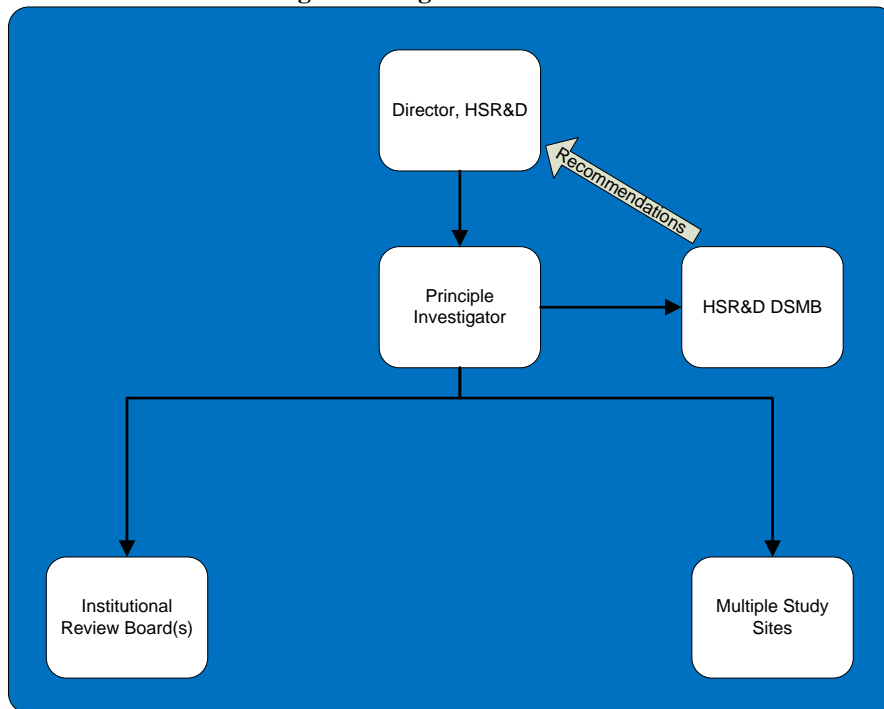 Director, HSR&D
Recommendations
Principle
Investigator
HSR&D DSMB
Institutional
Review Board(s)
Multiple Study
Sites